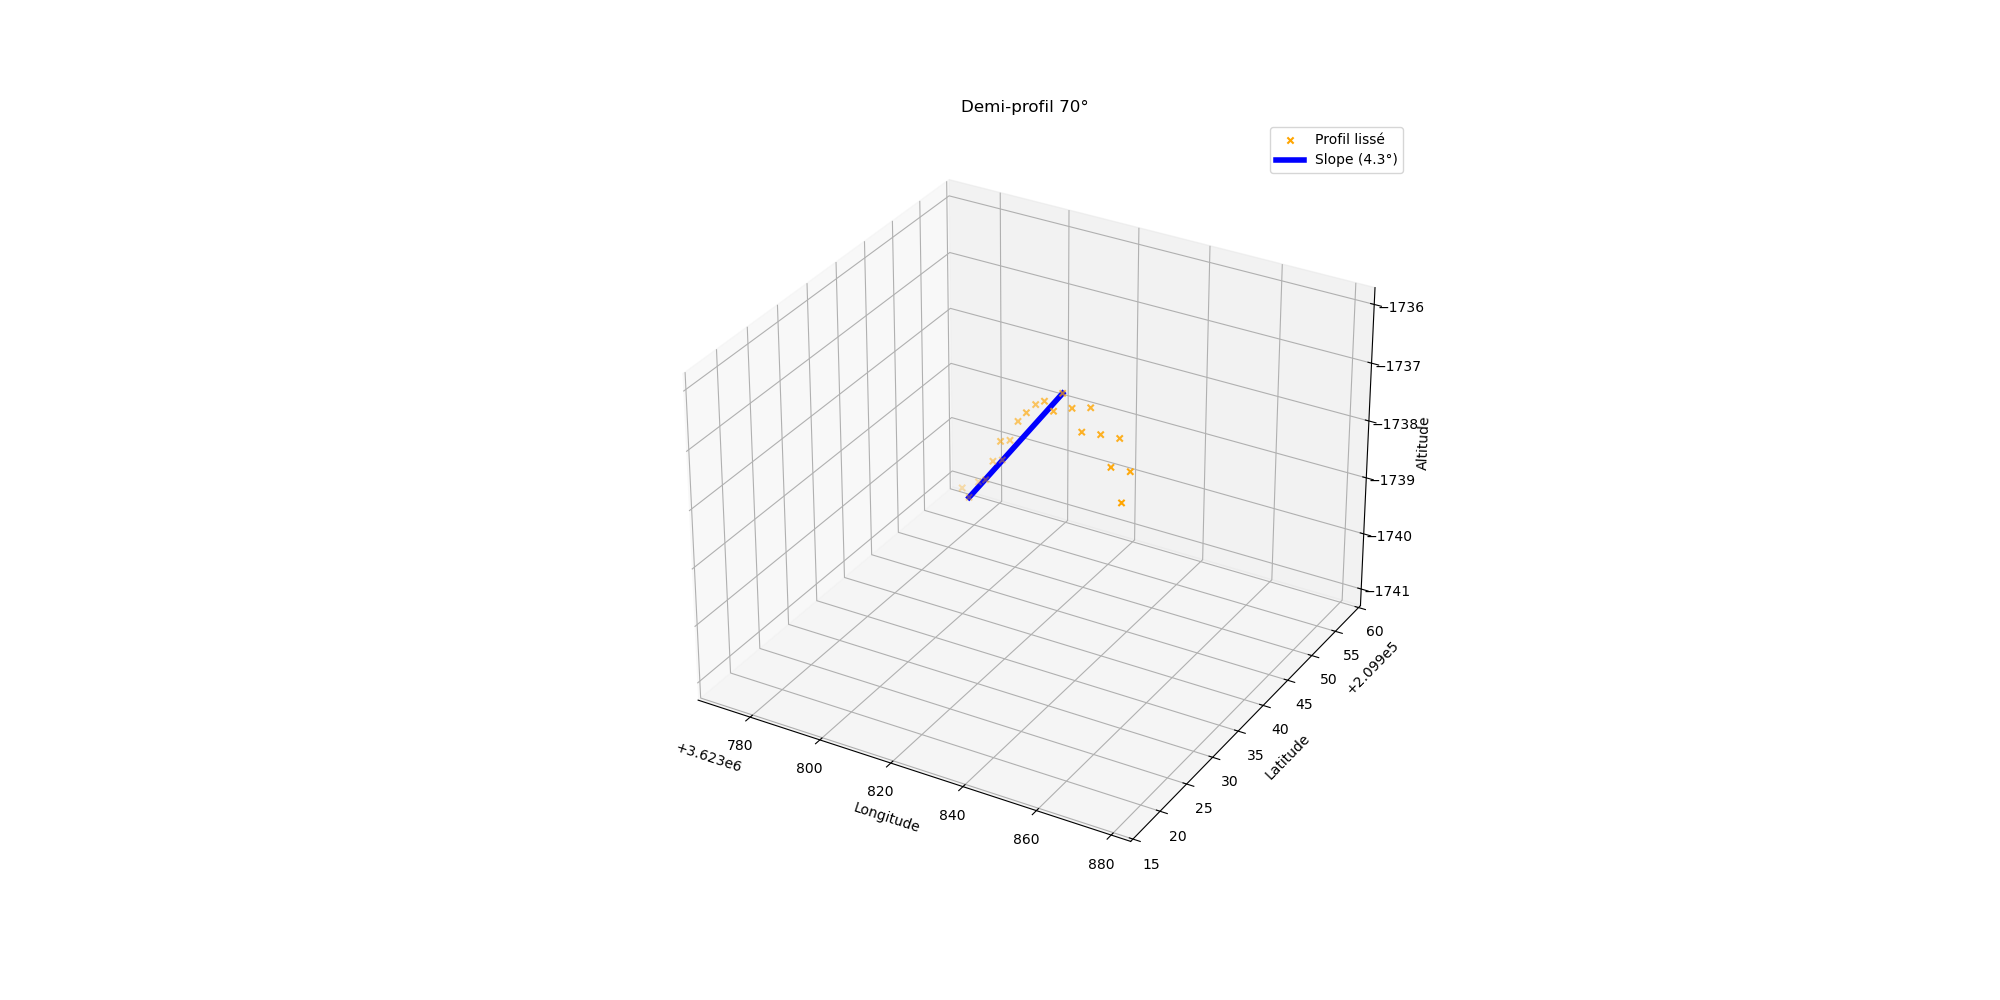 Demi-profil 70°
Profil lissé
Slope (4.3°)
−1736
−1737
−1738
−1739
−1740
−1741
Altitude
60
55
50
45
40
35
30
25
20
15
+2.099e5
Latitude
780
800
820
840
860
880
+3.623e6
Longitude